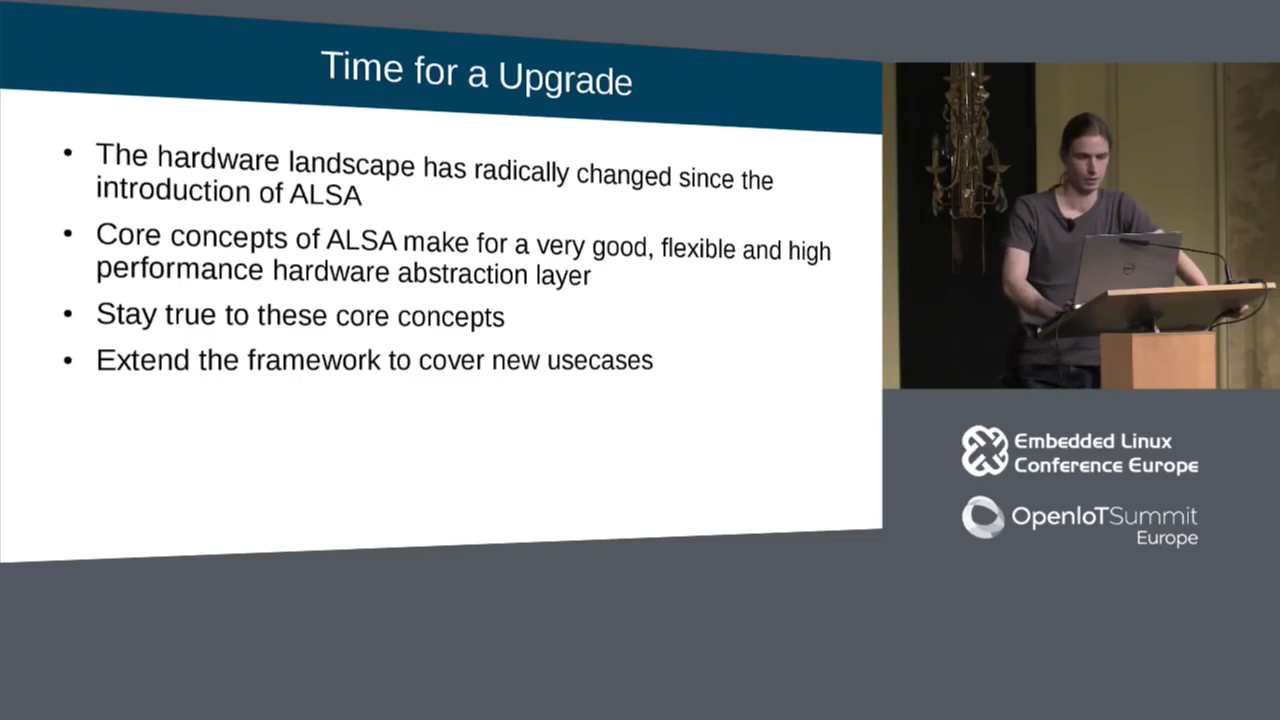 Time for a Upgrade
• The hardware landscape has radically changed since the
introduction of ALSA
• Core concepts of ALSA make for a very good, flexible and high
performance hardware abstraction layer
• Stay true to these core concepts
• Extend the framework to cover new usecases
Embedded Linux
Conference Europe
OpenIoTSummit
Europe